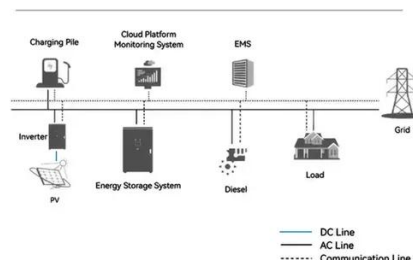 Charging Pile
Cloud Platform
Monitoring System
EMS
Grid
Inverter
PV
Energy Storage System
Diesel
Load
DC Line
AC Line
Communication Line